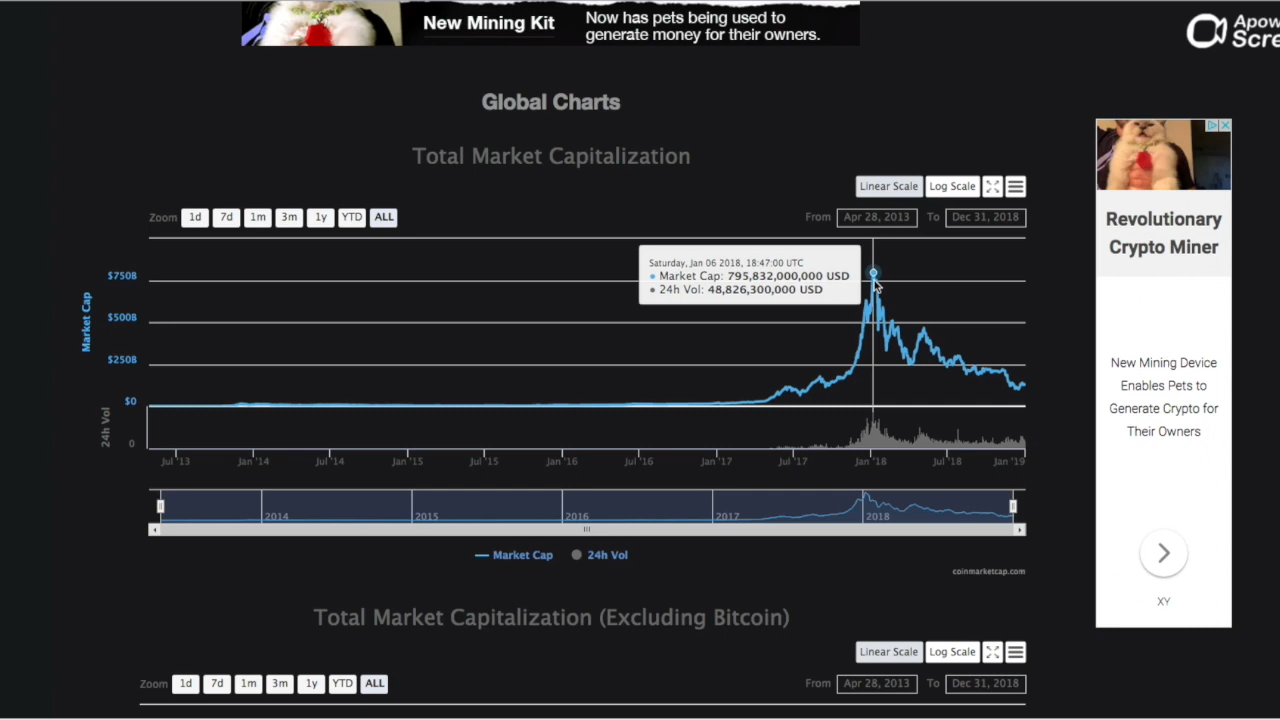 New Mining Kit
Now has pets being used to
generate money for their owners.
Apow
Scre
Global Charts
Total Market Capitalization
Linear Scale Log Scale
Zoom 1d 7d 1m 3m 1y YTD ALL
From Apr 28, 2013 To Dec 31, 2018
Saturday, Jan 06 2018, 18:47:00 UTC
Market Cap: 795,832,000,000 USD
24h Vol: 48,826,300,000 USD
Market Cap
$750B
$500B
$250B
$0
24h Vol
0
Jul '13 Jan '14 Jul '14 Jan '15 Jul '15 Jan '16 Jul '16 Jan '17 Jul '17 Jan '18 Jul '18 Jan '19
2014 2015 2016 2017 2018
Market Cap 24h Vol
coinmarketcap.com
Revolutionary
Crypto Miner
New Mining Device
Enables Pets to
Generate Crypto for
Their Owners
XY
Total Market Capitalization (Excluding Bitcoin)
Linear Scale Log Scale
Zoom 1d 7d 1m 3m 1y YTD ALL
From Apr 28, 2013 To Dec 31, 2018